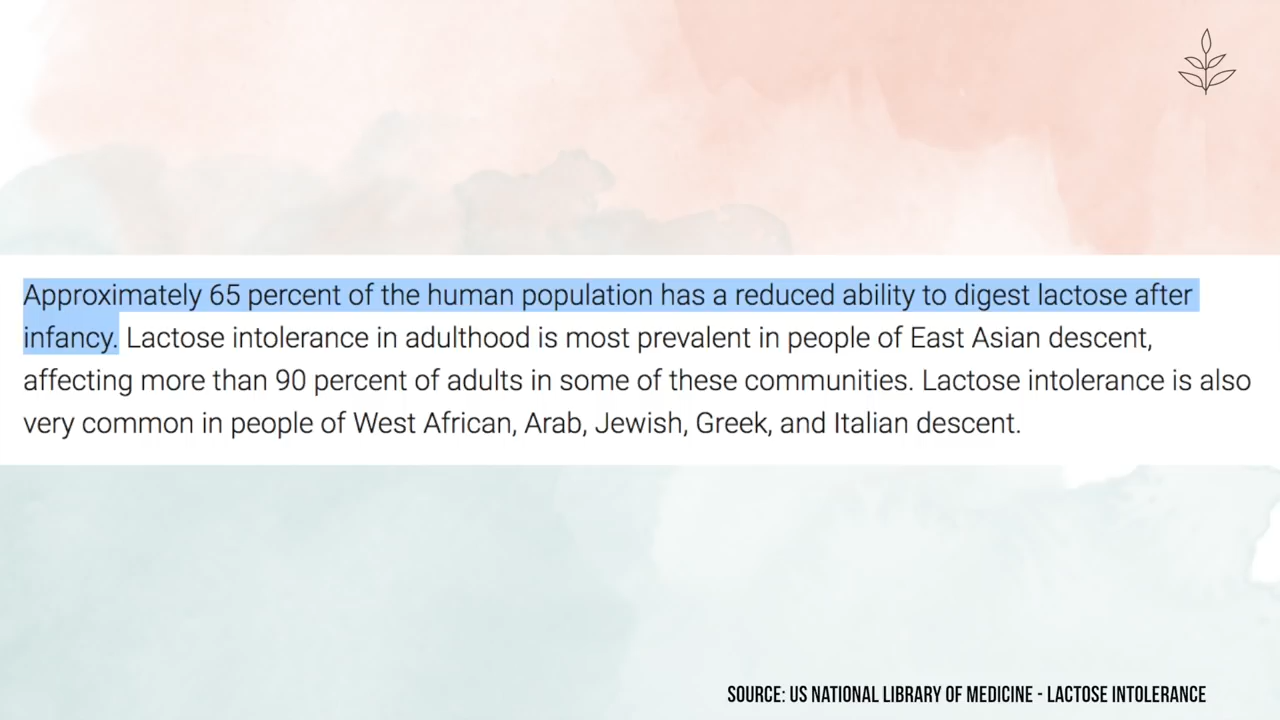 Approximately 65 percent of the human population has a reduced ability to digest lactose after
infancy. Lactose intolerance in adulthood is most prevalent in people of East Asian descent,
affecting more than 90 percent of adults in some of these communities. Lactose intolerance is also
very common in people of West African, Arab, Jewish, Greek, and Italian descent.
SOURCE: US NATIONAL LIBRARY OF MEDICINE - LACTOSE INTOLERANCE